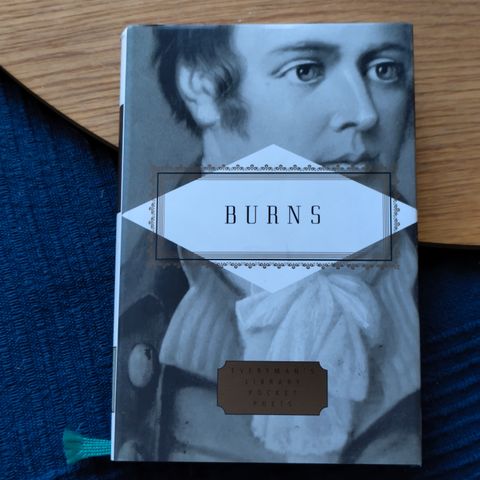 BURNS
EVERYMAN'S
LIBRARY
POCKET
POETS